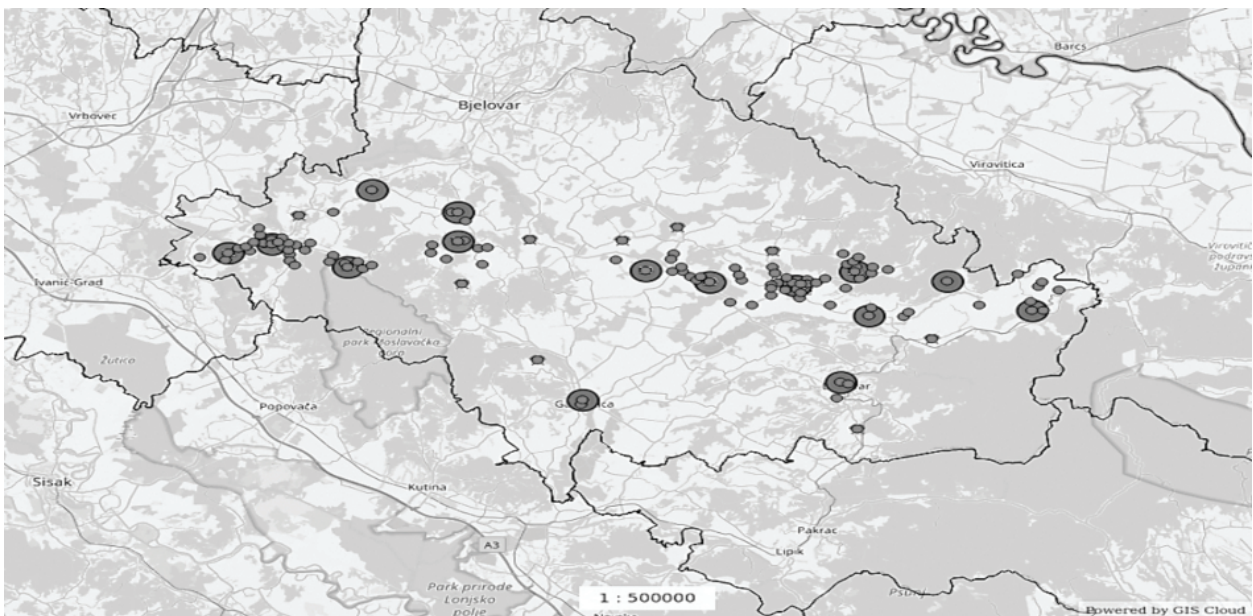 Barcs
Bjelovar
Vrbovec
Virovitica
Ivanić-Grad
Regionalni
park Moslavačka
gora
Žutica
Popovača
Sisak
Kutina
A3
Pakrac
Lipik
Park prirode
Lonjsko
polje
1 : 500000
Powered by GIS Cloud